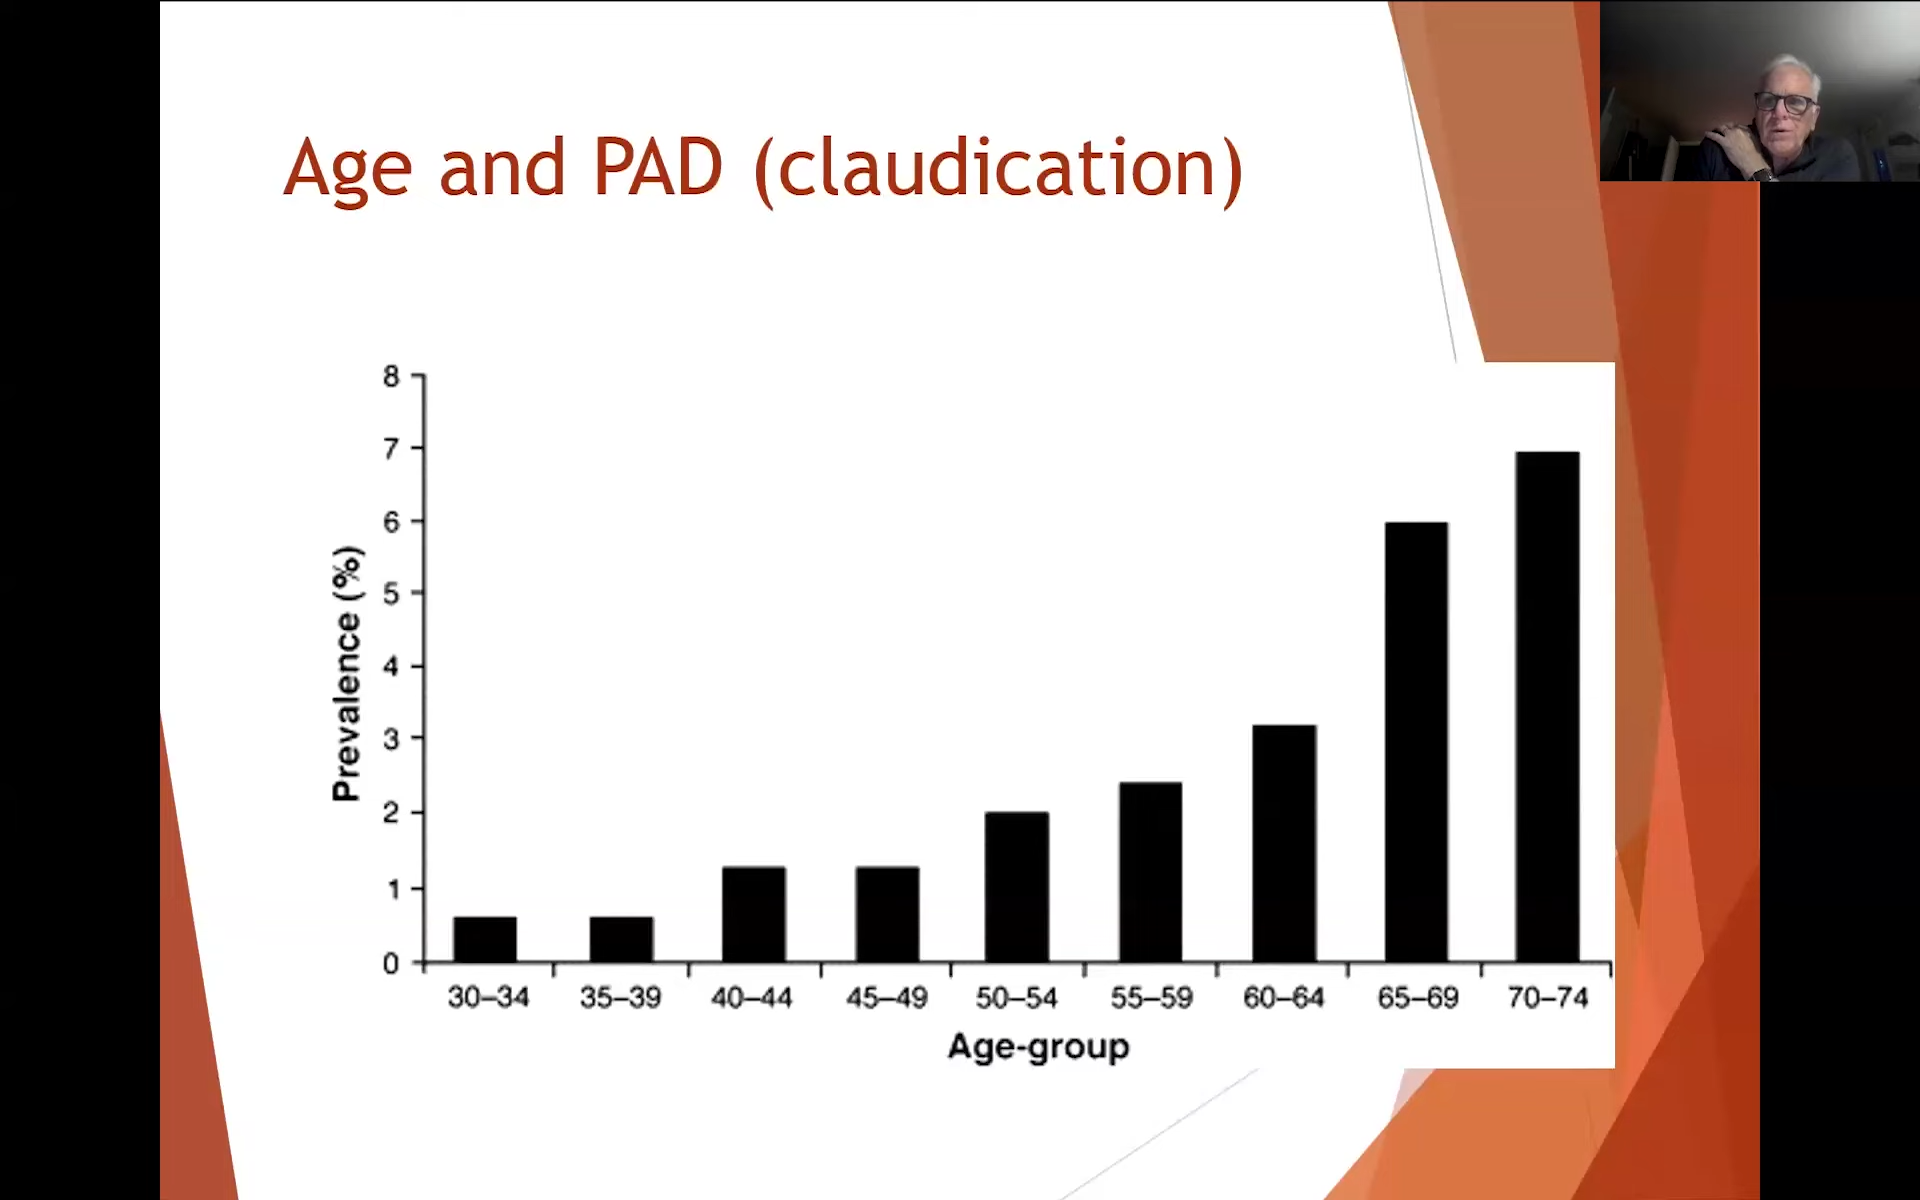 Age and PAD (claudication)
8
7
6
5
4
3
2
1
0
Prevalence (%)
30–34 35–39 40–44 45–49 50–54 55–59 60–64 65–69 70–74
Age-group